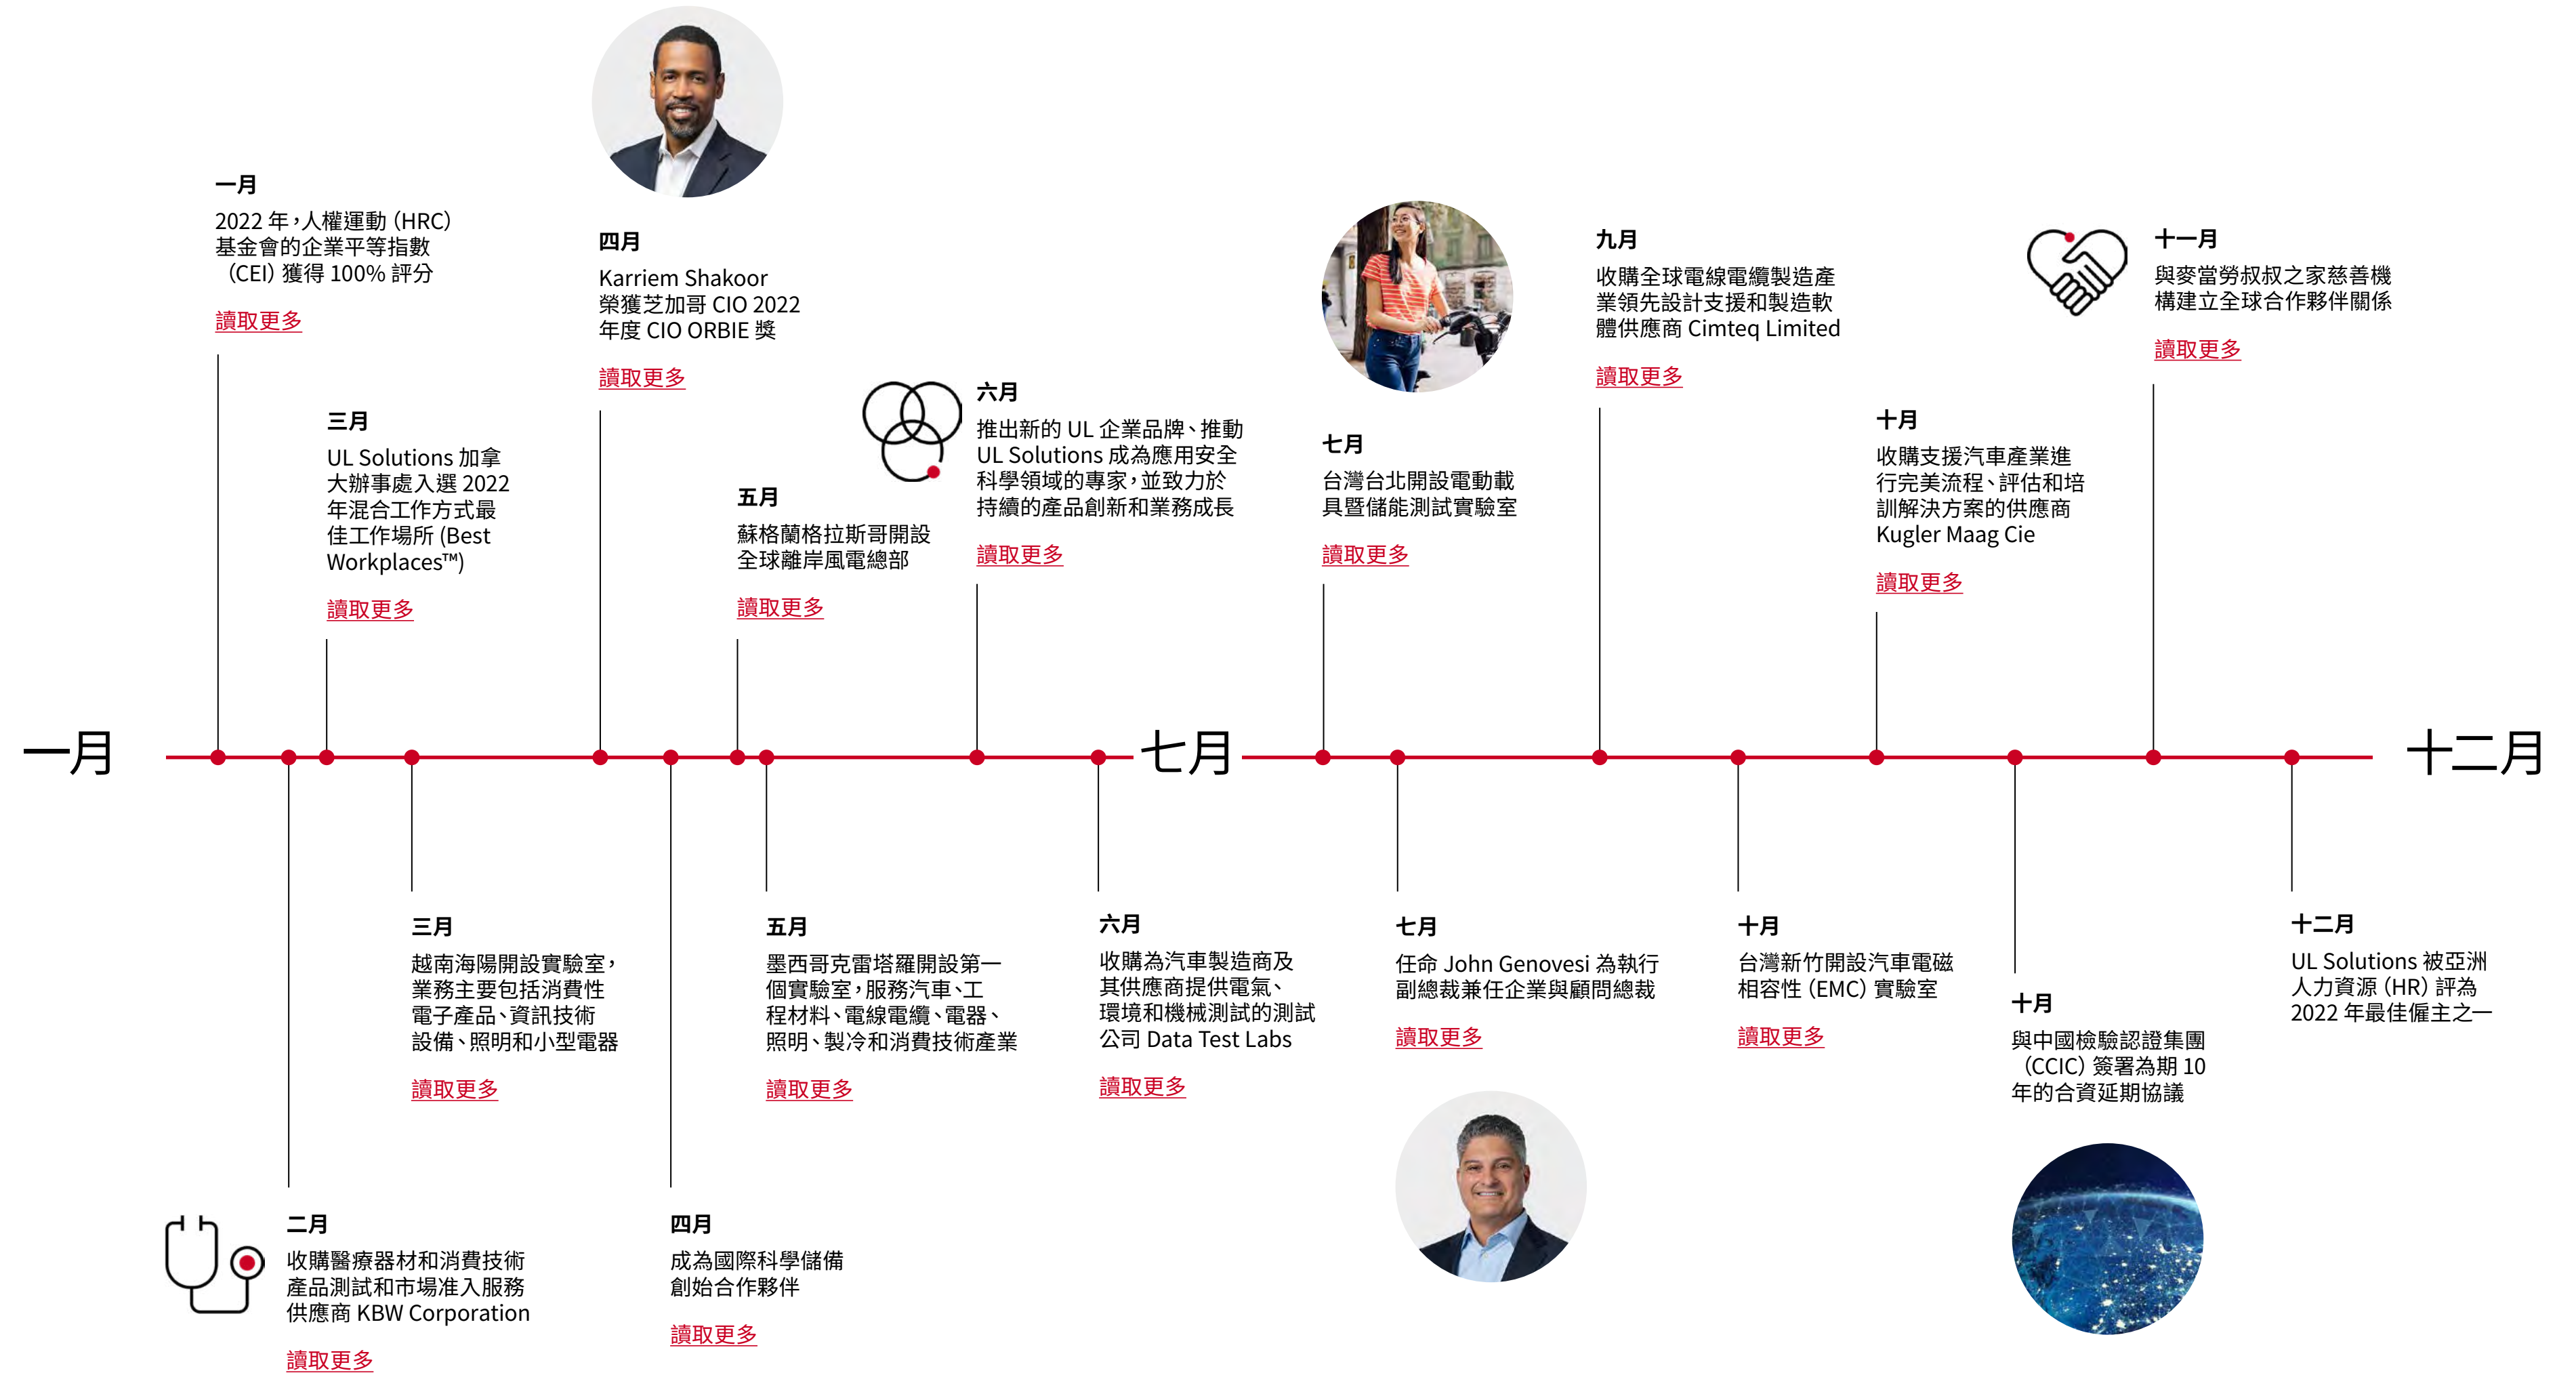 一月
2022 年,人權運動 (HRC)
基金會的企業平等指數
(CEI) 獲得 100% 評分
讀取更多
三月
UL Solutions 加拿
大辦事處入選 2022
年混合工作方式最
佳工作場所 (Best
Workplaces™)
讀取更多
四月
Karriem Shakoor
榮獲芝加哥 CIO 2022
年度 CIO ORBIE 獎
讀取更多
五月
蘇格蘭格拉斯哥開設
全球離岸風電總部
讀取更多
六月
推出新的 UL 企業品牌、推動
UL Solutions 成為應用安全
科學領域的專家,並致力於
持續的產品創新和業務成長
讀取更多
七月
台灣台北開設電動載
具暨儲能測試實驗室
讀取更多
九月
收購全球電線電纜製造產
業領先設計支援和製造軟
體供應商 Cimteq Limited
讀取更多
十月
收購支援汽車產業進
行完美流程、評估和培
訓解決方案的供應商
Kugler Maag Cie
讀取更多
十一月
與麥當勞叔叔之家慈善機
構建立全球合作夥伴關係
讀取更多
一月
七月
十二月
二月
收購醫療器材和消費技術
產品測試和市場准入服務
供應商 KBW Corporation
讀取更多
三月
越南海陽開設實驗室,
業務主要包括消費性
電子產品、資訊技術
設備、照明和小型電器
讀取更多
四月
成為國際科學儲備
創始合作夥伴
讀取更多
五月
墨西哥克雷塔羅開設第一
個實驗室,服務汽車、工
程材料、電線電纜、電器、
照明、製冷和消費技術產業
讀取更多
六月
收購為汽車製造商及
其供應商提供電氣、
環境和機械測試的測試
公司 Data Test Labs
讀取更多
七月
任命 John Genovesi 為執行
副總裁兼任企業與顧問總裁
讀取更多
十月
台灣新竹開設汽車電磁
相容性 (EMC) 實驗室
讀取更多
十月
與中國檢驗認證集團
(CCIC) 簽署為期 10
年的合資延期協議
十二月
UL Solutions 被亞洲
人力資源 (HR) 評為
2022 年最佳僱主之一